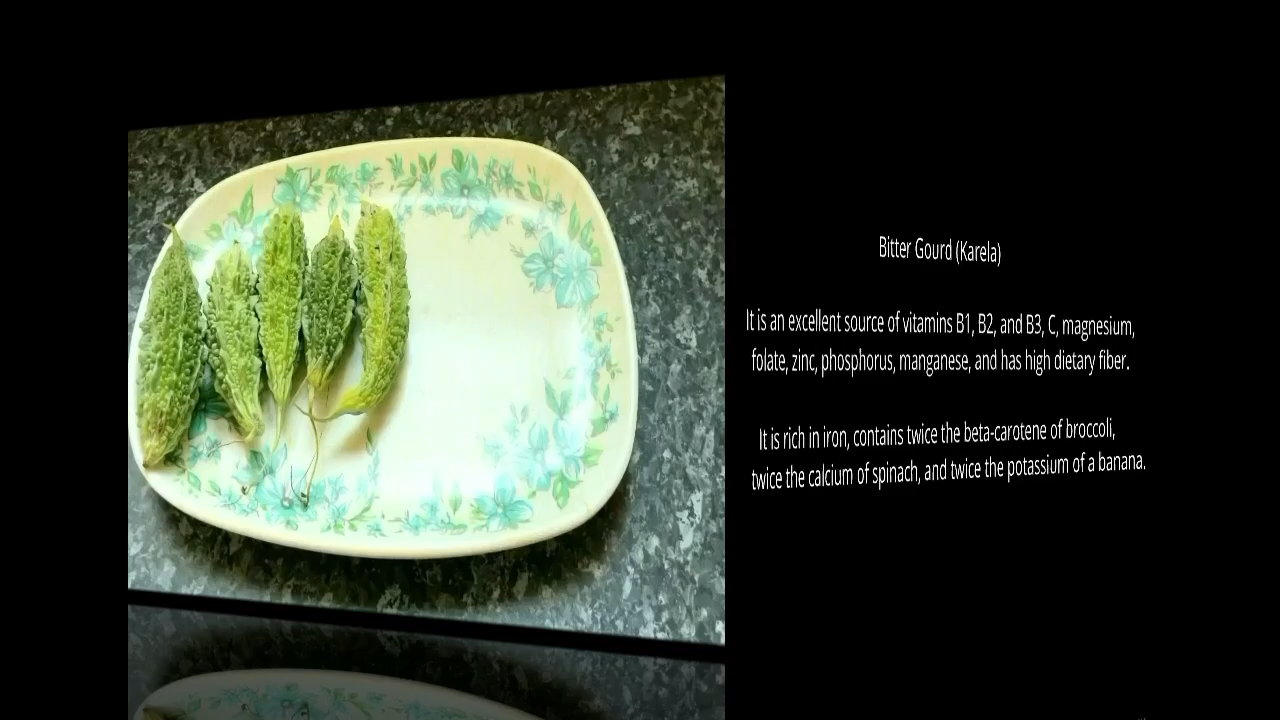 Bitter Gourd (Karela)
It is an excellent source of vitamins B1, B2, and B3, C, magnesium,
folate, zinc, phosphorus, manganese, and has high dietary fiber.
It is rich in iron, contains twice the beta-carotene of broccoli,
twice the calcium of spinach, and twice the potassium of a banana.